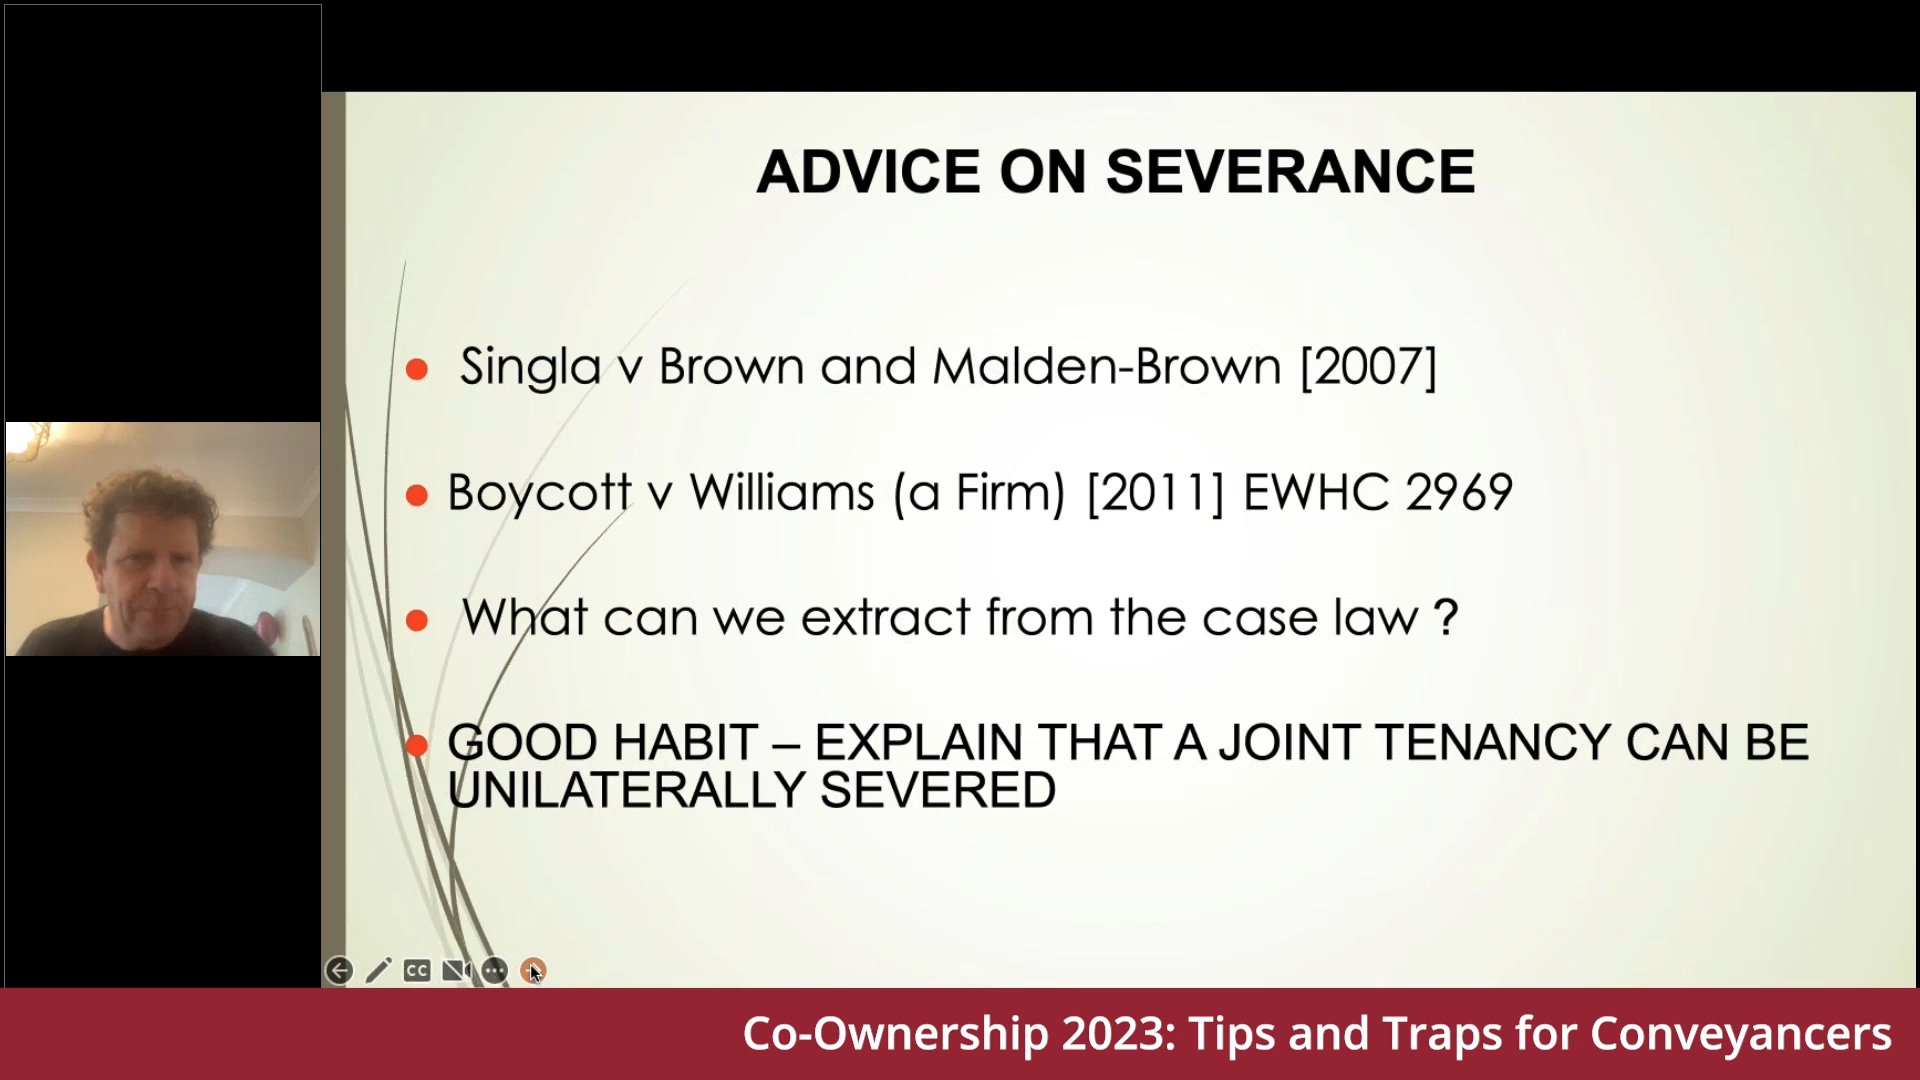 ADVICE ON SEVERANCE
Singla v Brown and Malden-Brown [2007]
Boycott v Williams (a Firm) [2011] EWHC 2969
What can we extract from the case law ?
GOOD HABIT – EXPLAIN THAT A JOINT TENANCY CAN BE
UNILATERALLY SEVERED
CC
Co-Ownership 2023: Tips and Traps for Conveyancers